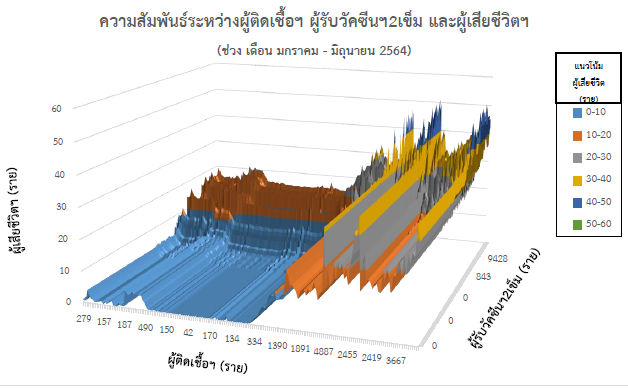 ความสัมพันธ์ระหว่างผู้ติดเชื้อฯ ผู้รับวัคซีนฯ2เข็ม และผู้เสียชีวิตฯ
(ช่วง เดือน มกราคม - มิถุนายน 2564)
แนวโน้ม
ผู้เสียชีวิต
(ราย)
0-10
10-20
20-30
30-40
40-50
50-60
ผู้เสียชีวิตฯ (ราย)
60
50
40
30
20
10
0
279 157 187 490 150 42 170 134 334 1390 1891 4887 2455 2419 3667
ผู้ติดเชื้อฯ (ราย)
9428
843
0
0
0
ผู้รับวัคซีนฯ2เข็ม (ราย)